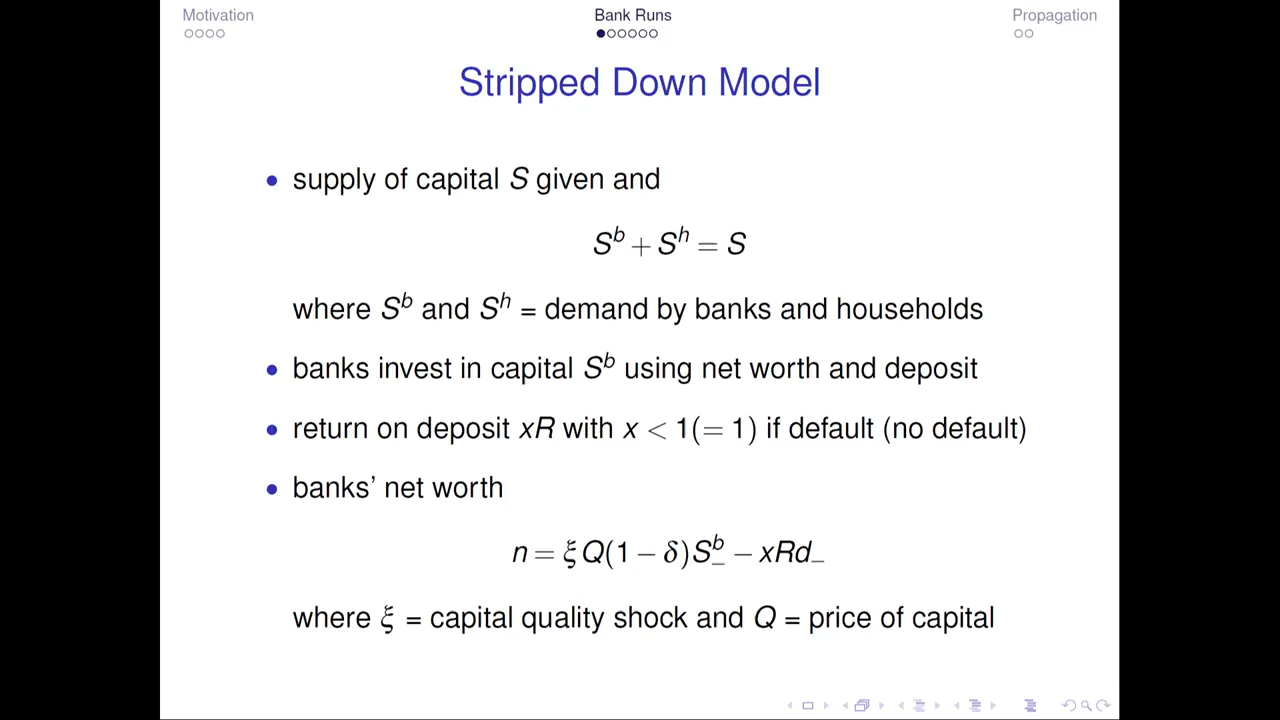 Motivation
Bank Runs
Propagation
Stripped Down Model
• supply of capital S given and
S^b + S^h = S
where S^b and S^h = demand by banks and households
• banks invest in capital S^b using net worth and deposit
• return on deposit xR with x < 1(= 1) if default (no default)
• banks' net worth
n = ξQ(1 − δ)S^b_− − xRd_−
where ξ = capital quality shock and Q = price of capital